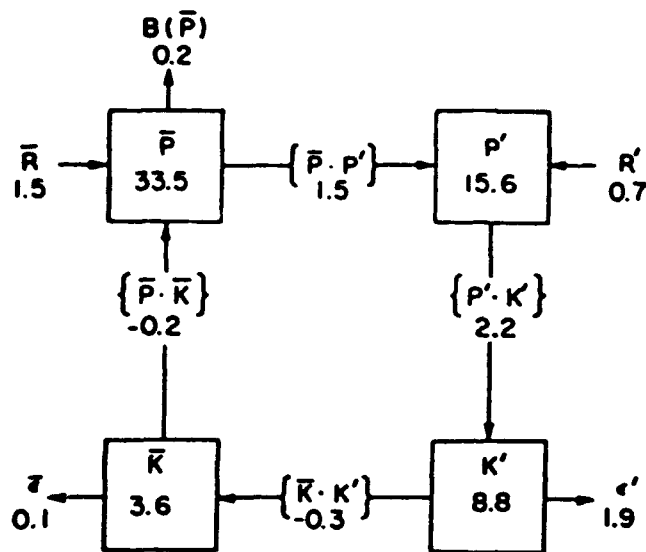 B(P̅)
0.2
R̅
1.5
P̅
33.5
{P̅·P′}
1.5
P′
15.6
R′
0.7
{P̅·K̅}
-0.2
{P′·K′}
2.2
K̅
3.6
{K̅·K′}
-0.3
K′
8.8
ϵ̅
0.1
ϵ′
1.9